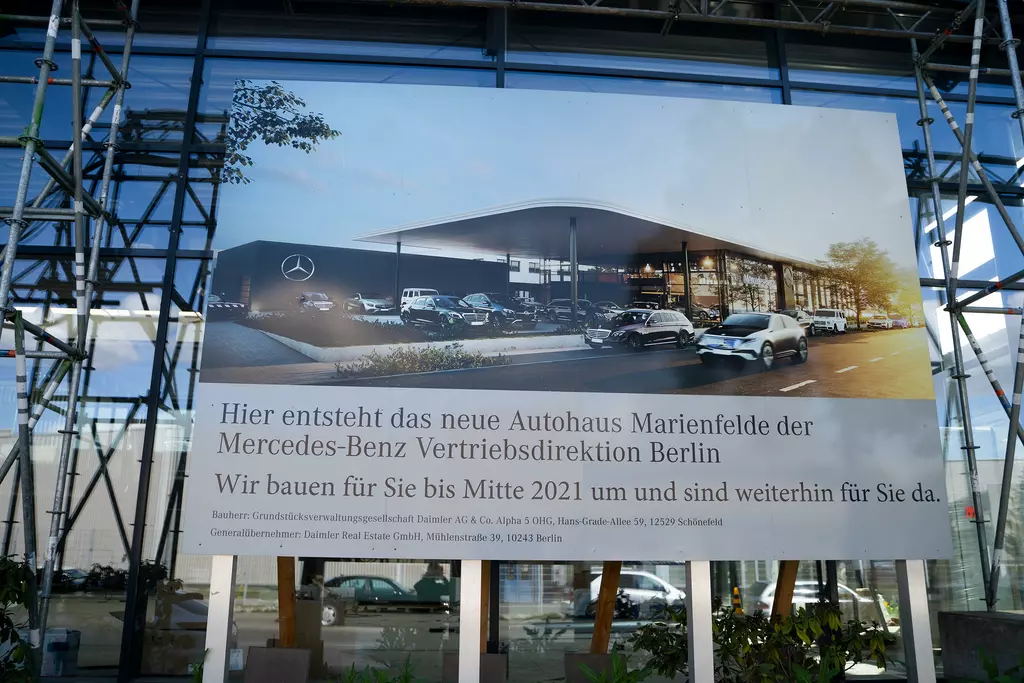 Hier entsteht das neue Autohaus Marienfelde der
Mercedes-Benz Vertriebsdirektion Berlin
Wir bauen für Sie bis Mitte 2021 um und sind weiterhin für Sie da.
Bauherr: Grundstücksverwaltungsgesellschaft Daimler AG & Co. Alpha 5 OHG, Hans-Grade-Allee 59, 12529 Schönefeld
Generalübernehmer: Daimler Real Estate GmbH, Mühlenstraße 39, 10243 Berlin